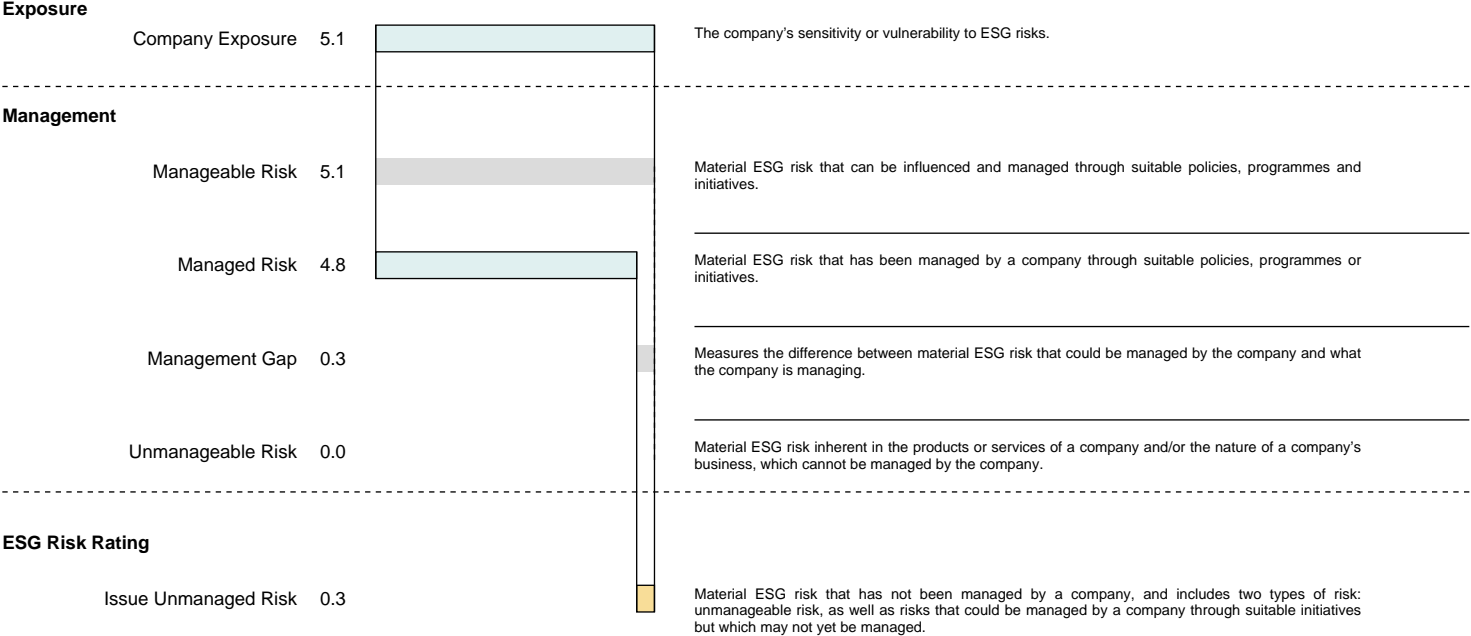 Exposure
Company Exposure 5.1
The company’s sensitivity or vulnerability to ESG risks.
Management
Manageable Risk 5.1
Material ESG risk that can be influenced and managed through suitable policies, programmes and
initiatives.
Managed Risk 4.8
Material ESG risk that has been managed by a company through suitable policies, programmes or
initiatives.
Management Gap 0.3
Measures the difference between material ESG risk that could be managed by the company and what
the company is managing.
Unmanageable Risk 0.0
Material ESG risk inherent in the products or services of a company and/or the nature of a company’s
business, which cannot be managed by the company.
ESG Risk Rating
Issue Unmanaged Risk 0.3
Material ESG risk that has not been managed by a company, and includes two types of risk:
unmanageable risk, as well as risks that could be managed by a company through suitable initiatives
but which may not yet be managed.